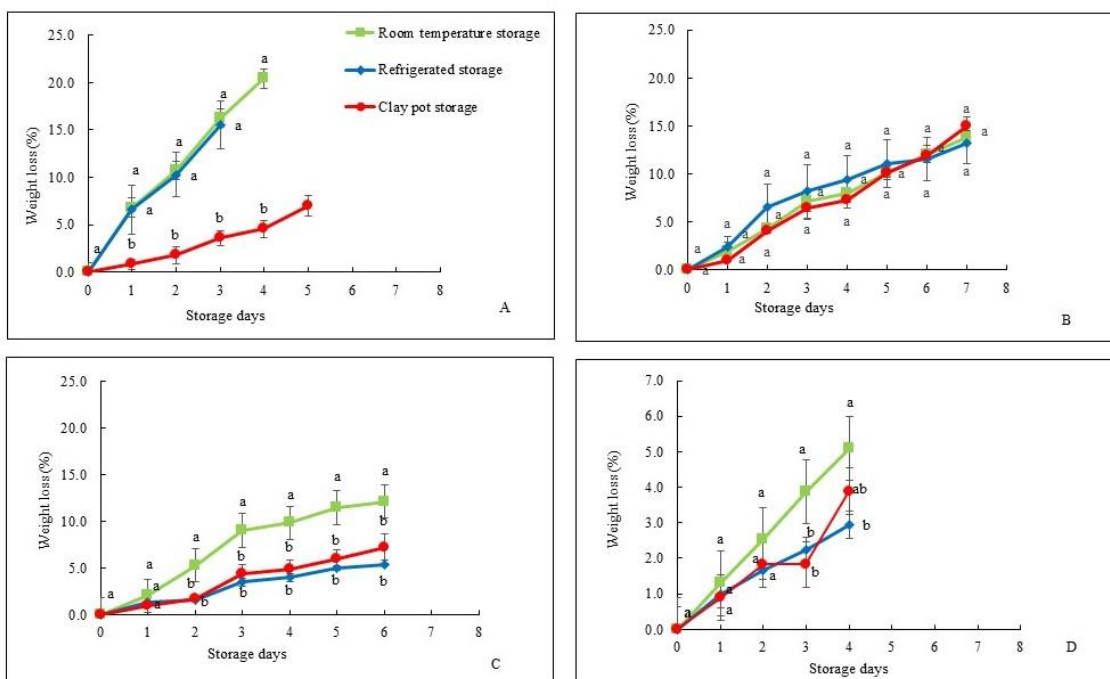 25.0
20.0
15.0
10.0
5.0
0.0
Weight loss (%)
Room temperature storage
Refrigerated storage
Clay pot storage
a a a a a
a a a
b b b b
0 1 2 3 4 5 6 7 8
Storage days
A
25.0
20.0
15.0
10.0
5.0
0.0
Weight loss (%)
a a a a a a a a
a a a a a a a a
a a a a a a a
0 1 2 3 4 5 6 7 8
Storage days
B
25.0
20.0
15.0
10.0
5.0
0.0
Weight loss (%)
a a a a a a a
a b b b b b
a b b b b b
0 1 2 3 4 5 6 7 8
Storage days
C
7.0
6.0
5.0
4.0
3.0
2.0
1.0
0.0
Weight loss (%)
a a a a a
a a b ab
a a b b
0 1 2 3 4 5 6 7 8
Storage days
D